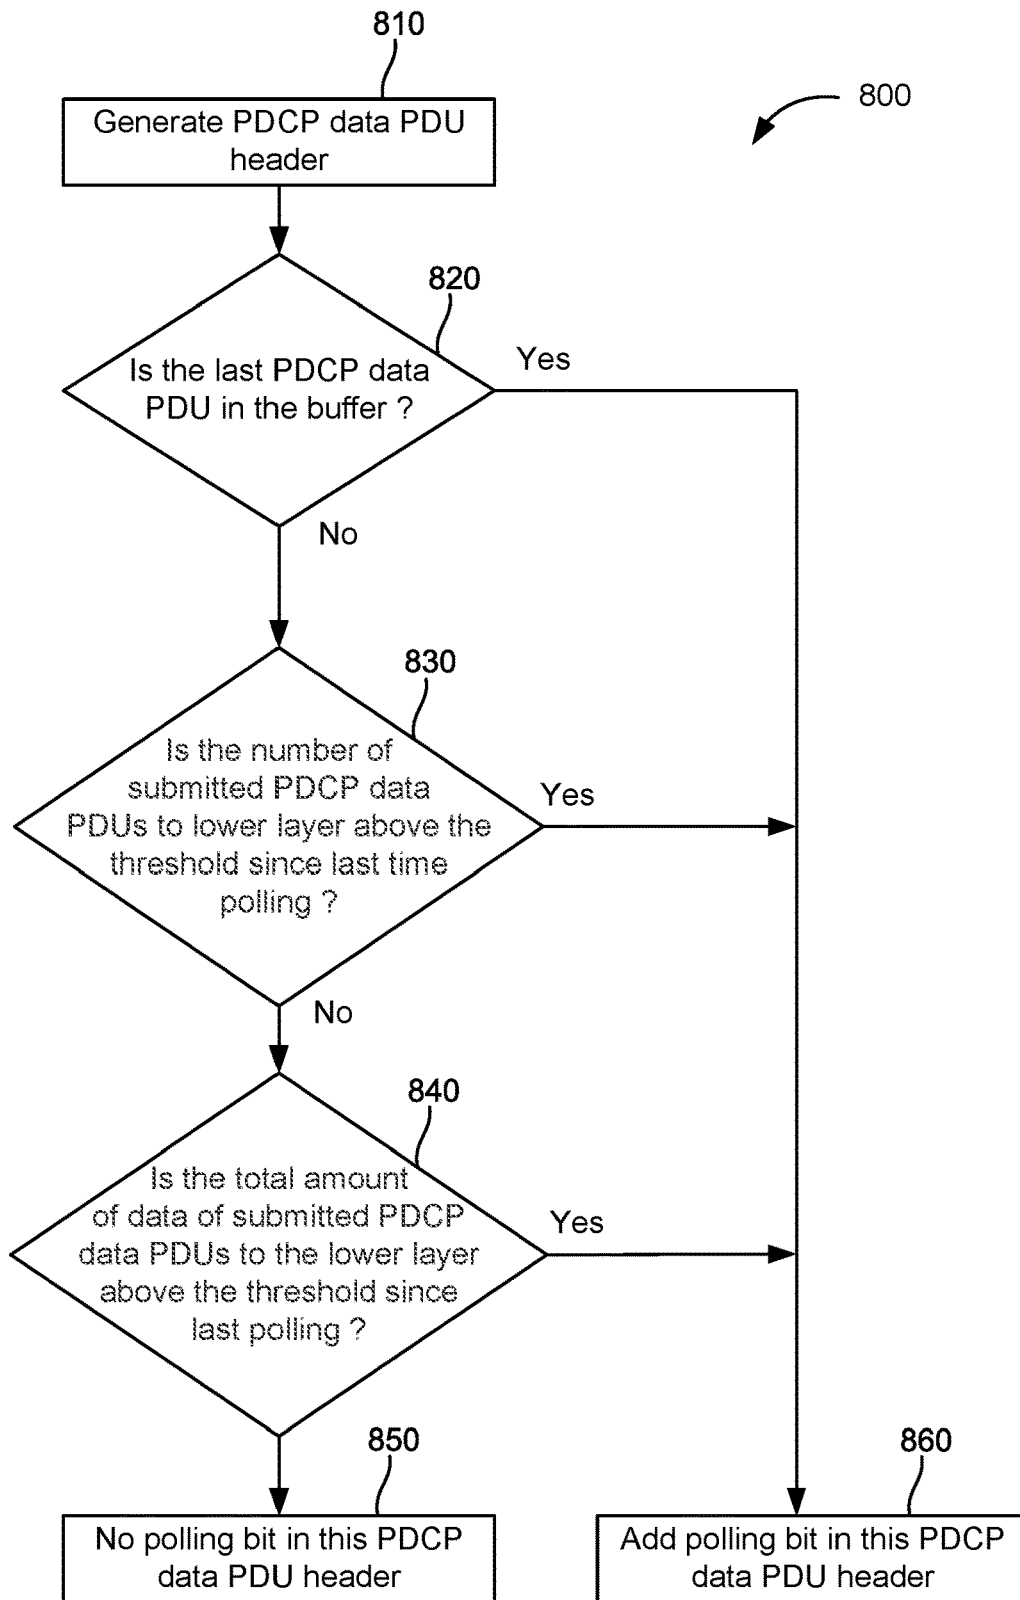 810
800
Generate PDCP data PDU
header
820
Is the last PDCP data
PDU in the buffer ?
Yes
No
830
Is the number of
submitted PDCP data
PDUs to lower layer above the
threshold since last time
polling ?
Yes
No
840
Is the total amount
of data of submitted PDCP
data PDUs to the lower layer
above the threshold since
last polling ?
Yes
850
No polling bit in this PDCP
data PDU header
860
Add polling bit in this PDCP
data PDU header